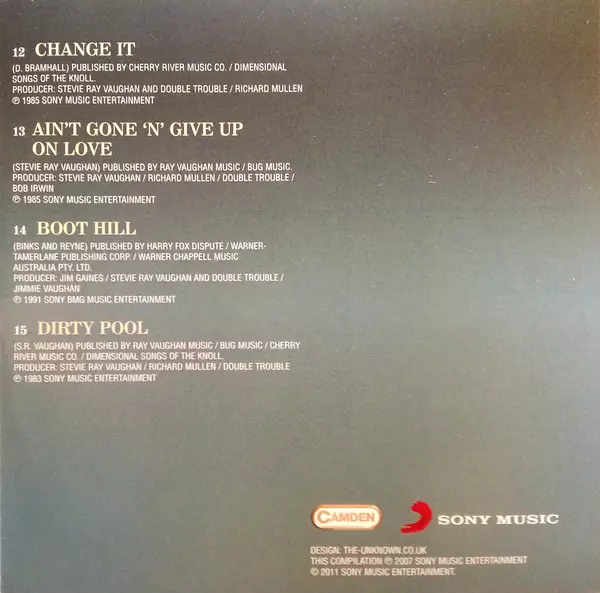 12 CHANGE IT
(D. BRAMHALL) PUBLISHED BY CHERRY RIVER MUSIC CO. / DIMENSIONAL
SONGS OF THE KNOLL.
PRODUCER: STEVIE RAY VAUGHAN AND DOUBLE TROUBLE / RICHARD MULLEN
℗ 1985 SONY MUSIC ENTERTAINMENT
13 AIN'T GONE 'N' GIVE UP
ON LOVE
(STEVIE RAY VAUGHAN) PUBLISHED BY RAY VAUGHAN MUSIC / BUG MUSIC.
PRODUCER: STEVIE RAY VAUGHAN / RICHARD MULLEN / DOUBLE TROUBLE /
BOB IRWIN
℗ 1985 SONY MUSIC ENTERTAINMENT
14 BOOT HILL
(BINKS AND REYNE) PUBLISHED BY HARRY FOX DISPUTE / WARNER-
TAMERLANE PUBLISHING CORP. / WARNER CHAPPELL MUSIC
AUSTRALIA PTY. LTD.
PRODUCER: JIM GAINES / STEVIE RAY VAUGHAN AND DOUBLE TROUBLE /
JIMMIE VAUGHAN
℗ 1991 SONY BMG MUSIC ENTERTAINMENT
15 DIRTY POOL
(S.R. VAUGHAN) PUBLISHED BY RAY VAUGHAN MUSIC / BUG MUSIC / CHERRY
RIVER MUSIC CO. / DIMENSIONAL SONGS OF THE KNOLL.
PRODUCER: STEVIE RAY VAUGHAN / RICHARD MULLEN / DOUBLE TROUBLE
℗ 1983 SONY MUSIC ENTERTAINMENT
CAMDEN
SONY MUSIC
DESIGN: THE-UNKNOWN.CO.UK
THIS COMPILATION ℗ 2007 SONY MUSIC ENTERTAINMENT
© 2011 SONY MUSIC ENTERTAINMENT.